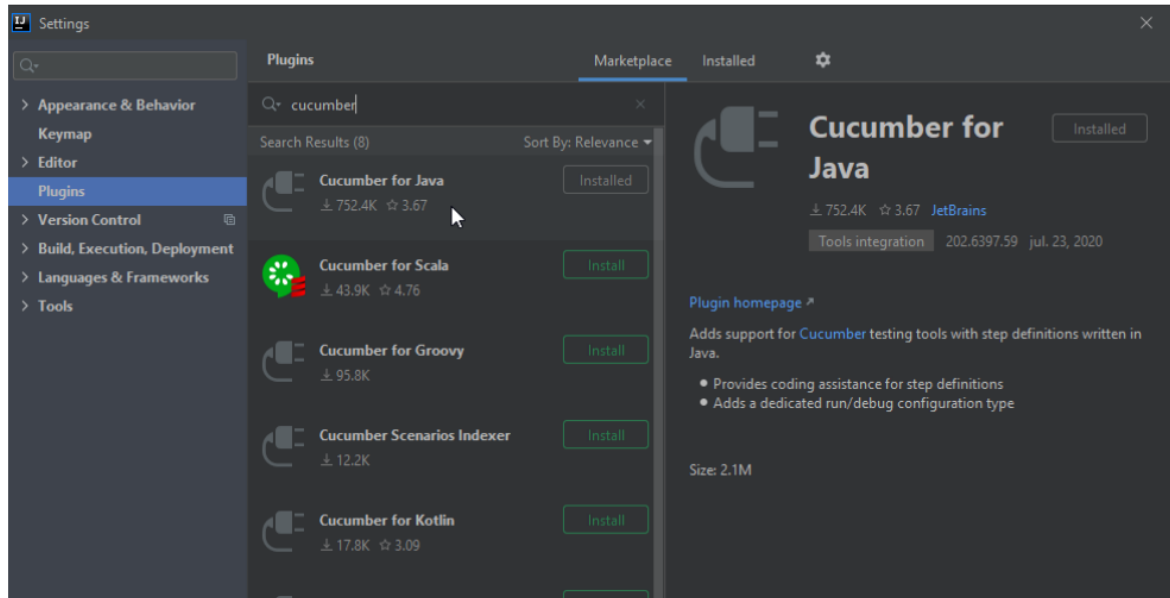 IJ Settings
Plugins
Marketplace
Installed
Appearance & Behavior
Keymap
Editor
Plugins
Version Control
Build, Execution, Deployment
Languages & Frameworks
Tools
cucumber
Search Results (8)
Sort By: Relevance
Cucumber for Java
Installed
752.4K 3.67
Cucumber for Scala
Install
43.9K 4.76
Cucumber for Groovy
Install
95.8K
Cucumber Scenarios Indexer
Install
12.2K
Cucumber for Kotlin
Install
17.8K 3.09
Cucumber for
Java
Installed
752.4K 3.67 JetBrains
Tools integration 202.6397.59 jul. 23, 2020
Plugin homepage
Adds support for Cucumber testing tools with step definitions written in
Java.
Provides coding assistance for step definitions
Adds a dedicated run/debug configuration type
Size: 2.1M